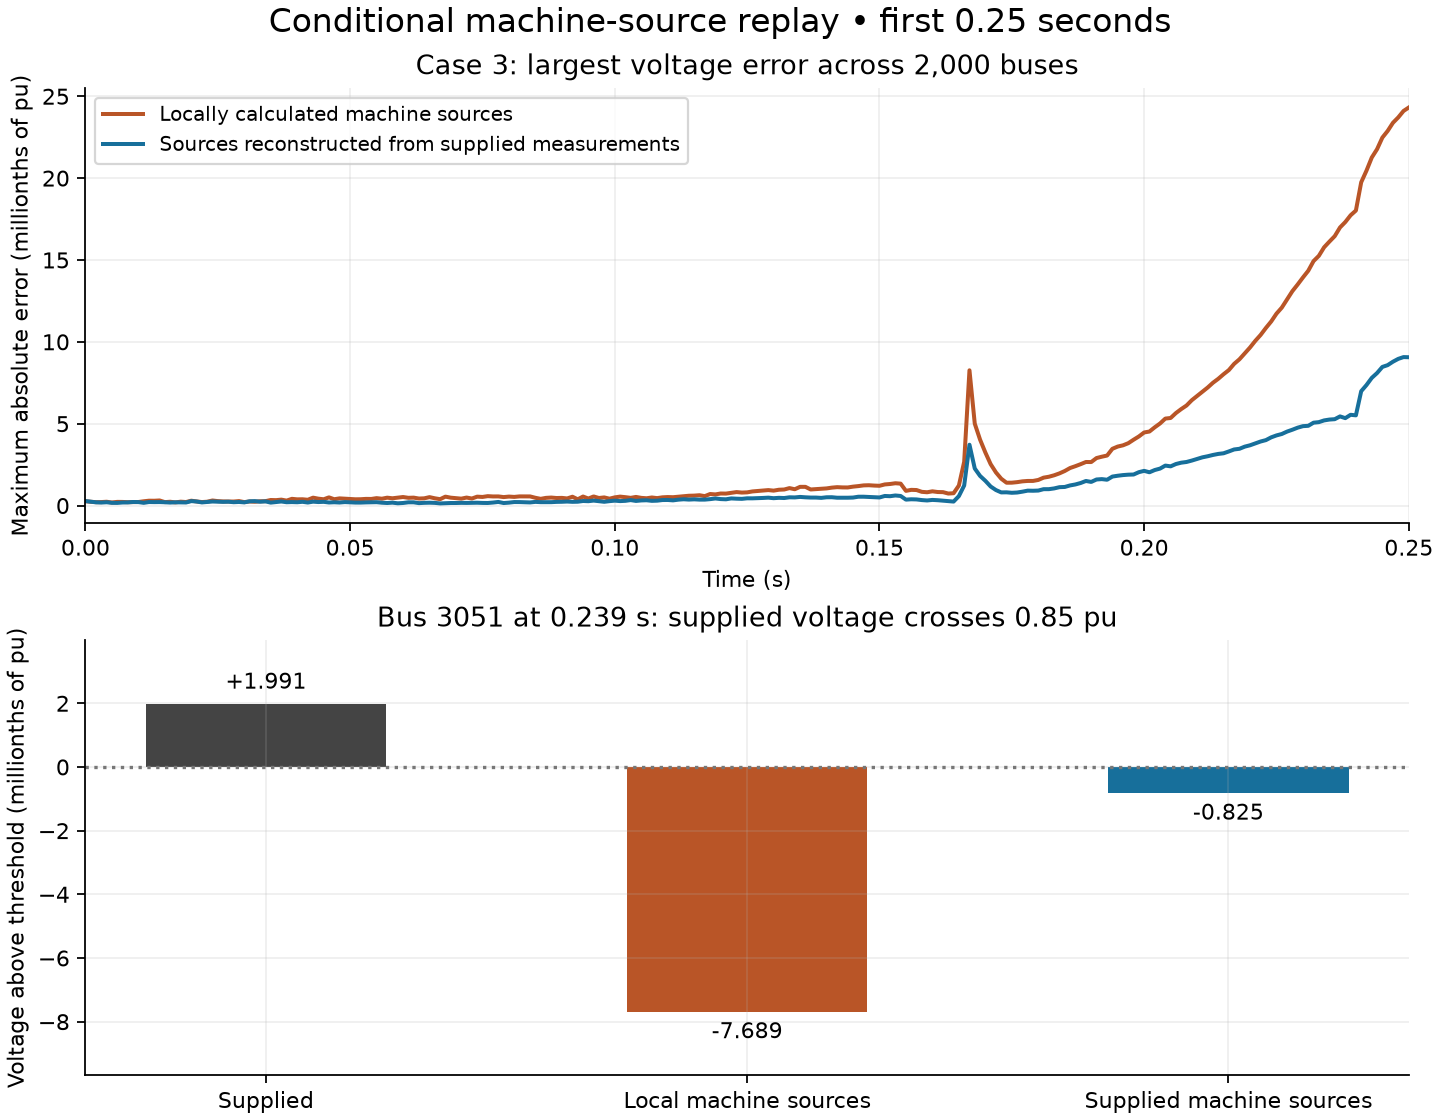 Conditional machine-source replay • first 0.25 seconds
Case 3: largest voltage error across 2,000 buses
Maximum absolute error (millionths of pu)
25
20
15
10
5
0
Locally calculated machine sources
Sources reconstructed from supplied measurements
0.00 0.05 0.10 0.15 0.20 0.25
Time (s)
Bus 3051 at 0.239 s: supplied voltage crosses 0.85 pu
Voltage above threshold (millionths of pu)
2
0
−2
−4
−6
−8
+1.991
-7.689
-0.825
Supplied Local machine sources Supplied machine sources